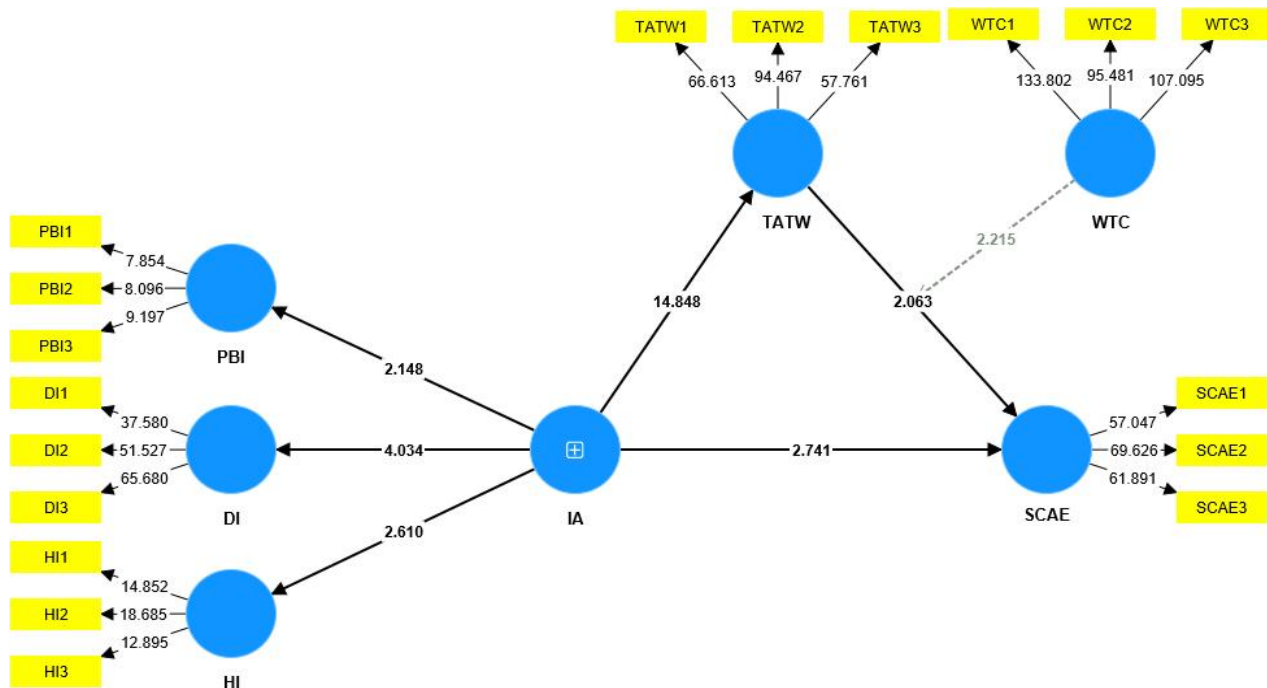 TATW1
TATW2
TATW3
WTC1
WTC2
WTC3
66.613
94.467
57.761
133.802
95.481
107.095
TATW
WTC
PBI1
PBI2
PBI3
7.854
8.096
9.197
PBI
2.215
14.848
2.063
2.148
DI1
DI2
DI3
37.580
51.527
65.680
DI
4.034
IA
2.741
SCAE
57.047
69.626
61.891
SCAE1
SCAE2
SCAE3
2.610
HI1
HI2
HI3
14.852
18.685
12.895
HI